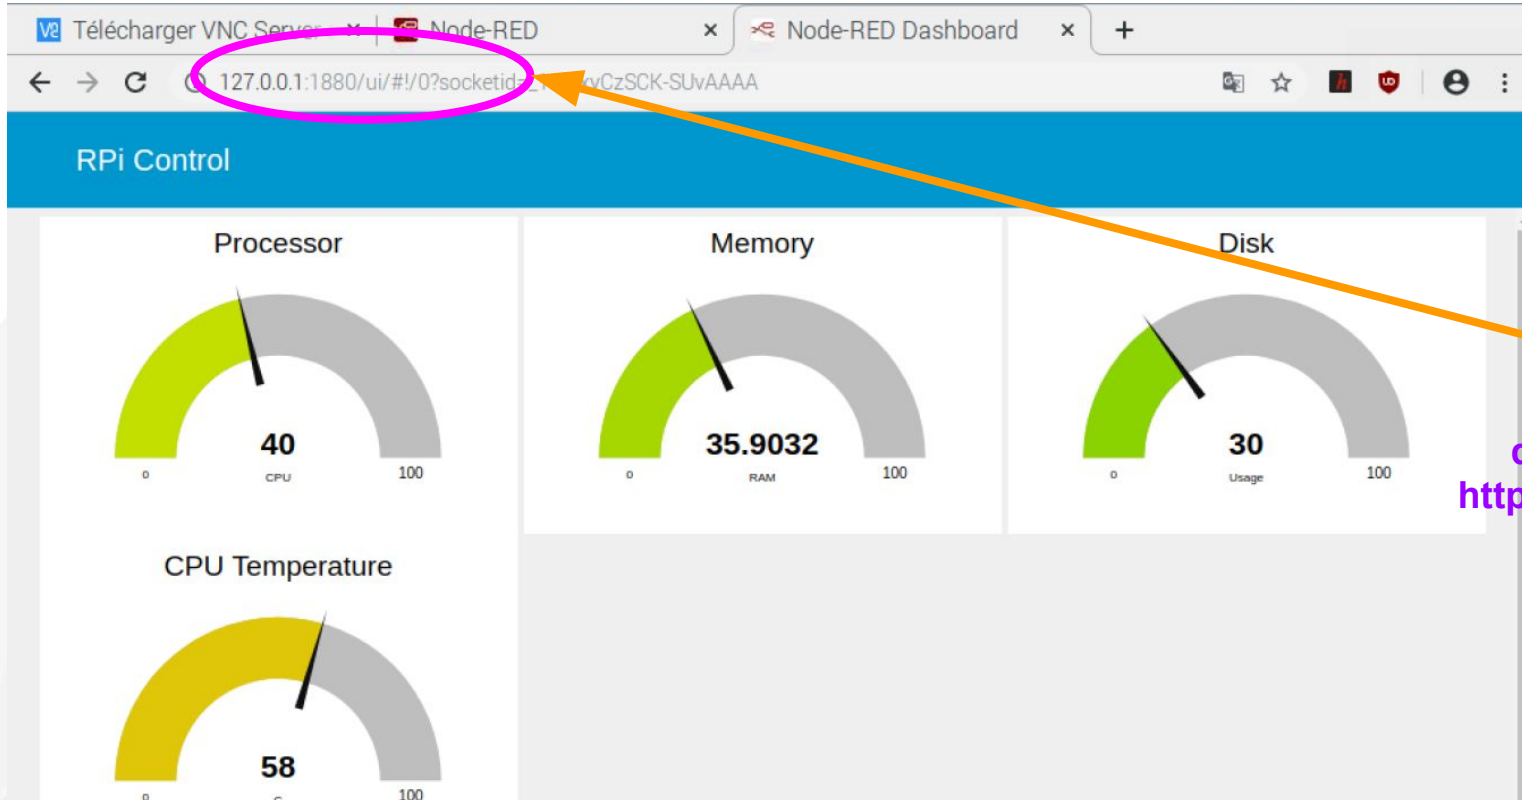 Télécharger VNC Server
Node-RED
Node-RED Dashboard
127.0.0.1:1880/ui/#!/0?socketid=
CzSCK-SUvAAAA
RPi Control
Processor
40
CPU
0
100
Memory
35.9032
RAM
0
100
Disk
30
Usage
0
100
http
CPU Temperature
58
0
100